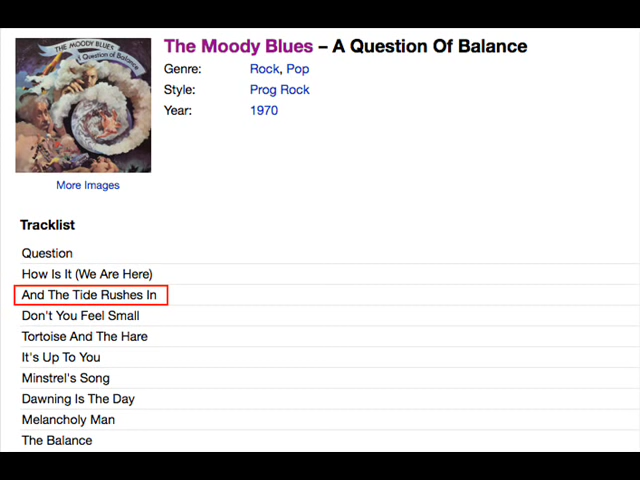 THE MOODY BLUES
A Question of Balance
The Moody Blues – A Question Of Balance
Genre: Rock, Pop
Style: Prog Rock
Year: 1970
More Images
Tracklist
Question
How Is It (We Are Here)
And The Tide Rushes In
Don't You Feel Small
Tortoise And The Hare
It's Up To You
Minstrel's Song
Dawning Is The Day
Melancholy Man
The Balance